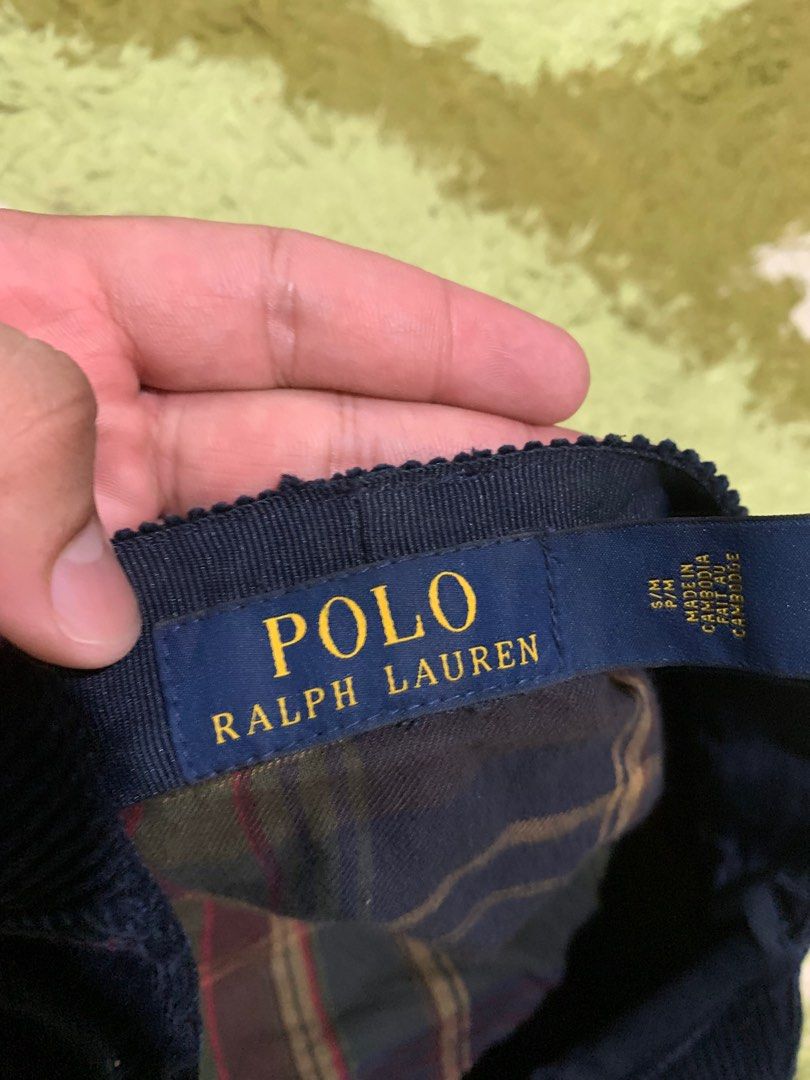 POLO
RALPH LAUREN
S/M
P/M
MADE IN
CAMBODIA
FAIT AU
CAMBODGE